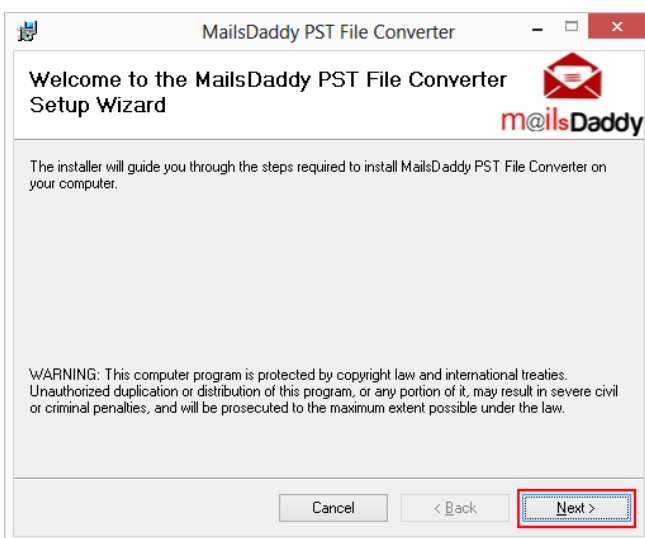 MailsDaddy PST File Converter
Welcome to the MailsDaddy PST File Converter
Setup Wizard
m@ilsDaddy
The installer will guide you through the steps required to install MailsDaddy PST File Converter on
your computer.
WARNING: This computer program is protected by copyright law and international treaties.
Unauthorized duplication or distribution of this program, or any portion of it, may result in severe civil
or criminal penalties, and will be prosecuted to the maximum extent possible under the law.
Cancel < Back Next >